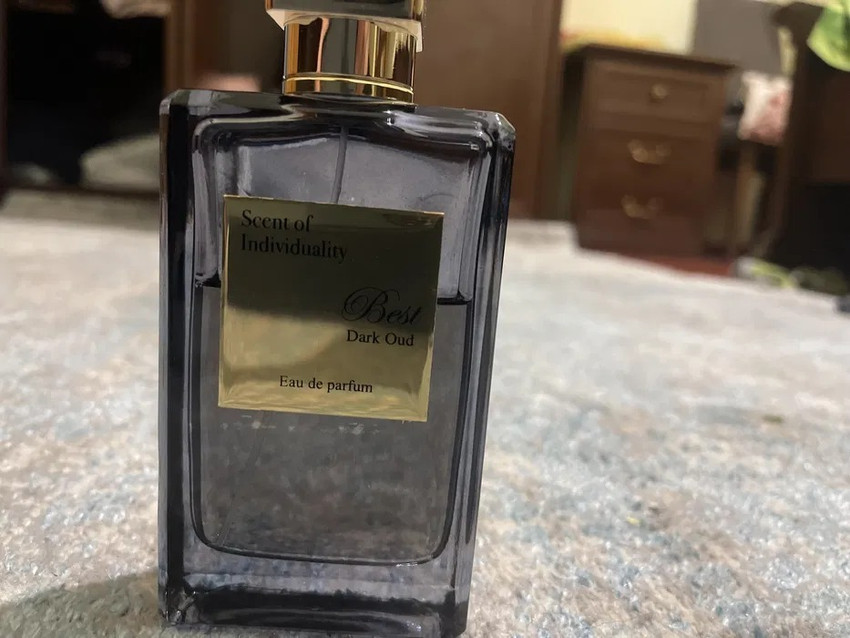 Scent of
Individuality
Best
Dark Oud
Eau de parfum